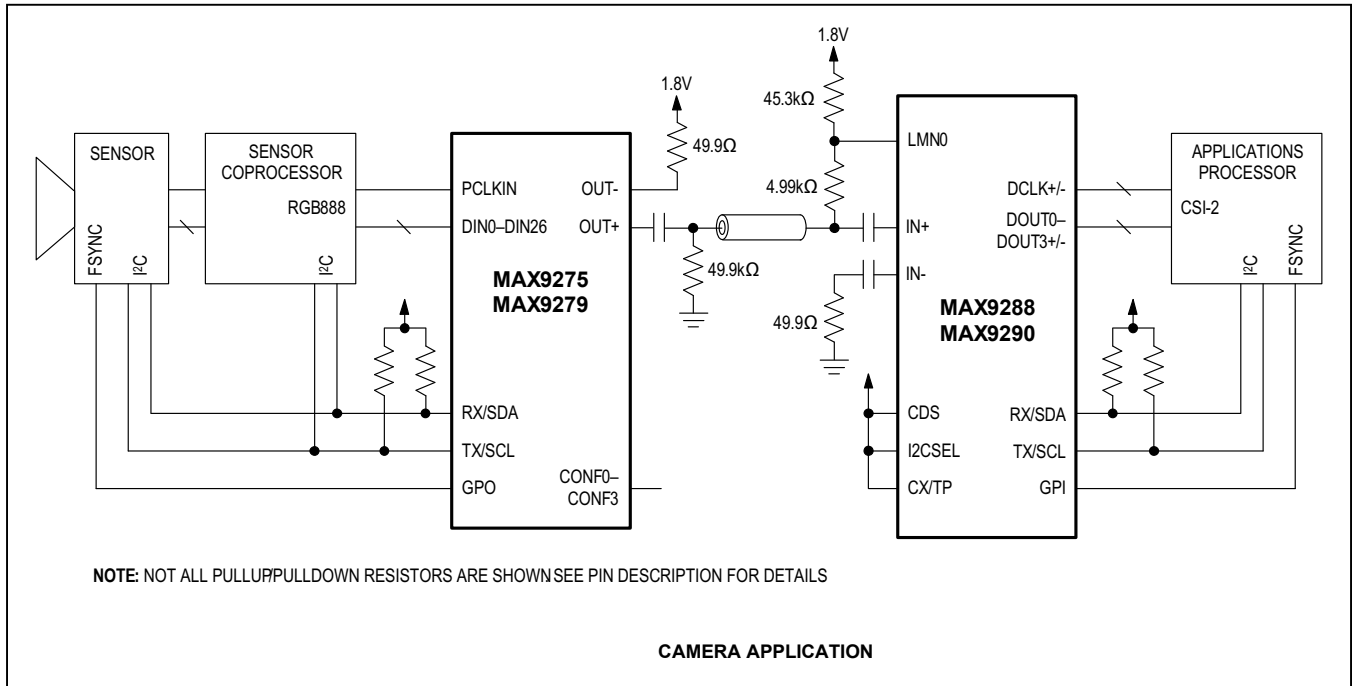 1.8V
45.3kΩ
1.8V
49.9Ω
4.99kΩ
49.9kΩ
49.9Ω
SENSOR
FSYNC
I²C
SENSOR
COPROCESSOR
RGB888
I²C
PCLKIN
DIN0–DIN26
OUT-
OUT+
MAX9275
MAX9279
RX/SDA
TX/SCL
GPO
CONF0–
CONF3
LMN0
IN+
IN-
DCLK+/-
DOUT0–
DOUT3+/-
MAX9288
MAX9290
CDS
I2CSEL
CX/TP
RX/SDA
TX/SCL
GPI
APPLICATIONS
PROCESSOR
CSI-2
I²C
FSYNC
NOTE: NOT ALL PULLUP/PULLDOWN RESISTORS ARE SHOWN SEE PIN DESCRIPTION FOR DETAILS
CAMERA APPLICATION